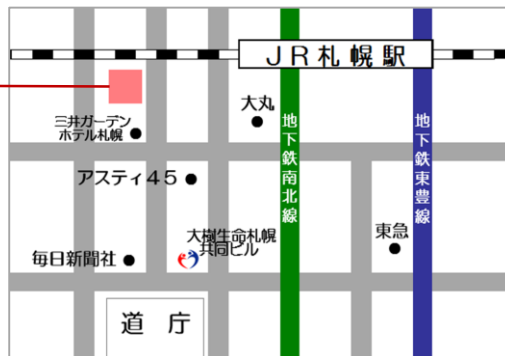 JR札幌駅
三井ガーデン
ホテル札幌
大丸
地下鉄南北線
地下鉄東豊線
アスティ45
大樹生命札幌
共同ビル
東急
毎日新聞社
道庁